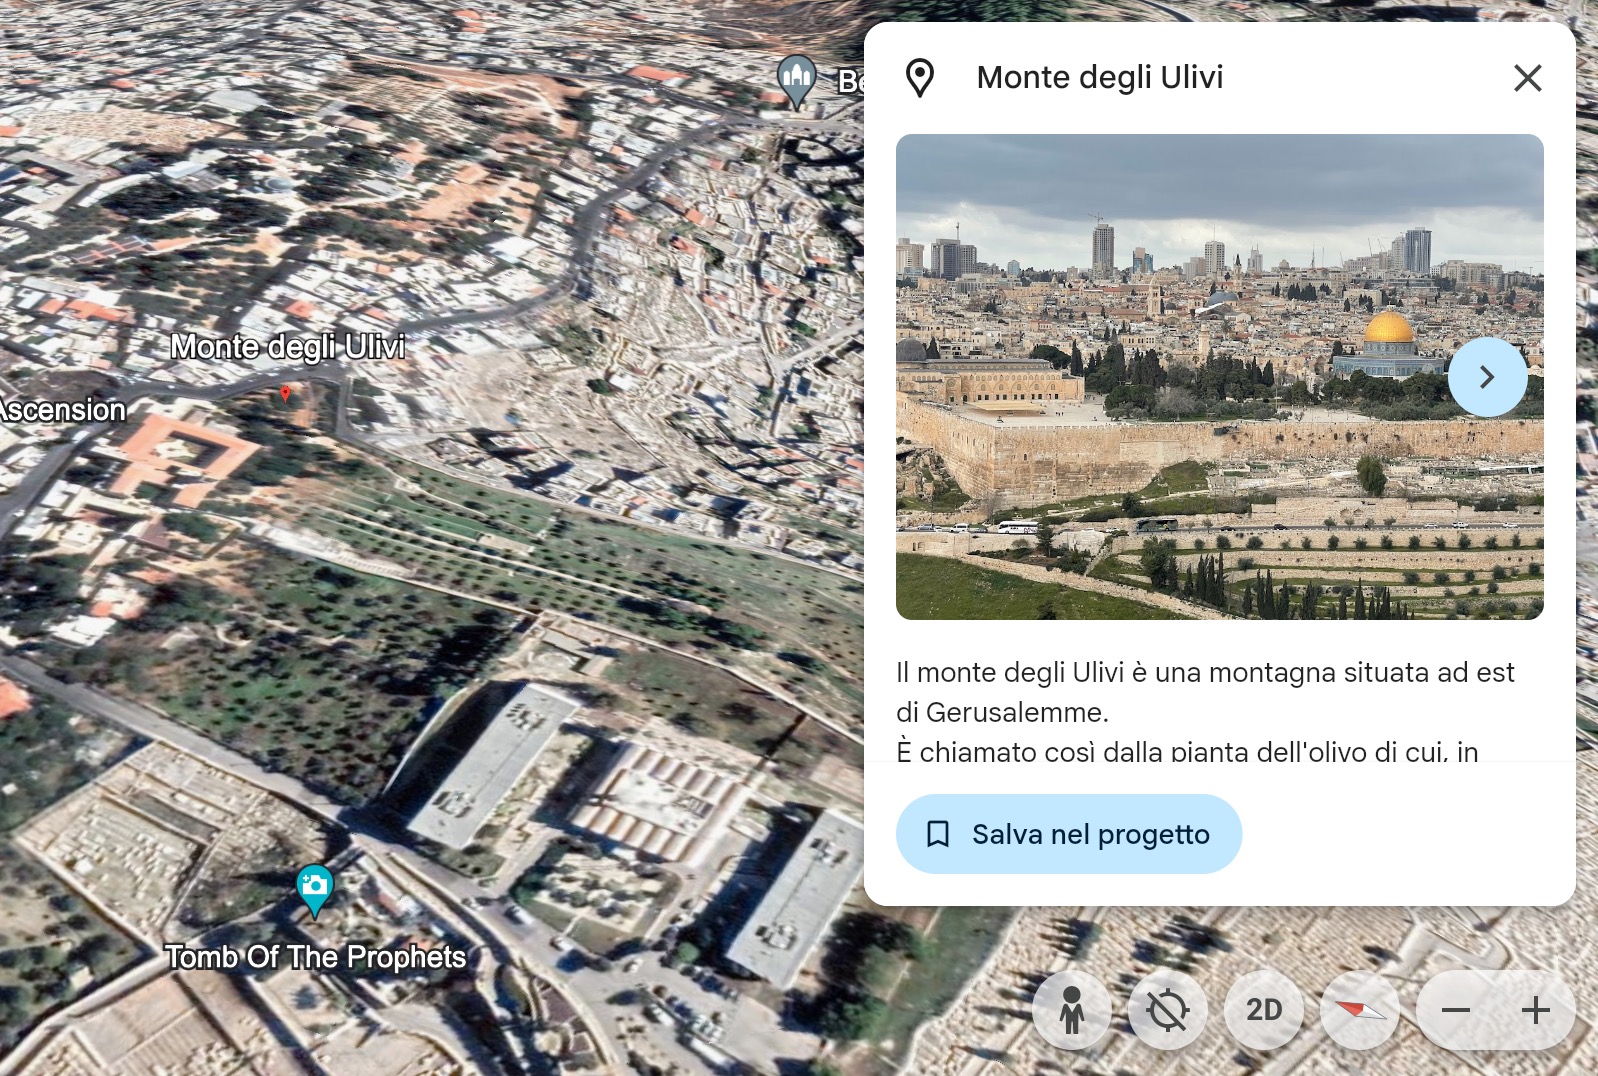 Be
Monte degli Ulivi
Monte degli Ulivi
Ascension
Il monte degli Ulivi è una montagna situata ad est
di Gerusalemme.
È chiamato così dalla pianta dell'olivo di cui, in
Salva nel progetto
Tomb Of The Prophets
2D